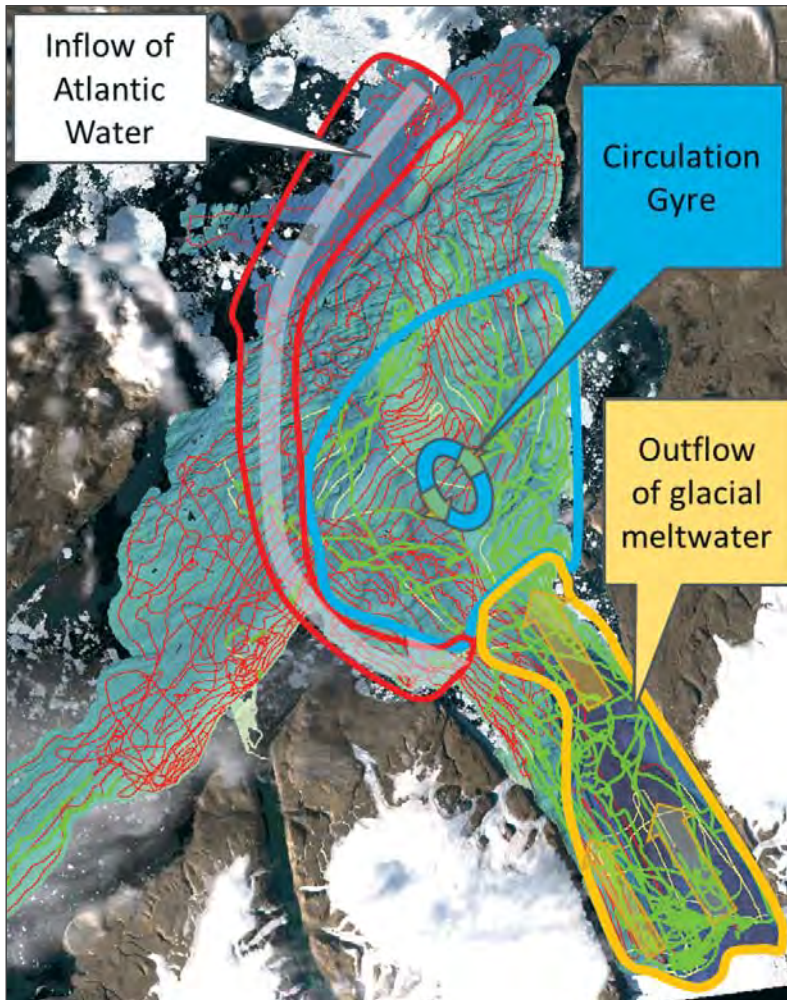 Inflow of
Atlantic
Water
Circulation
Gyre
Outflow
of glacial
meltwater